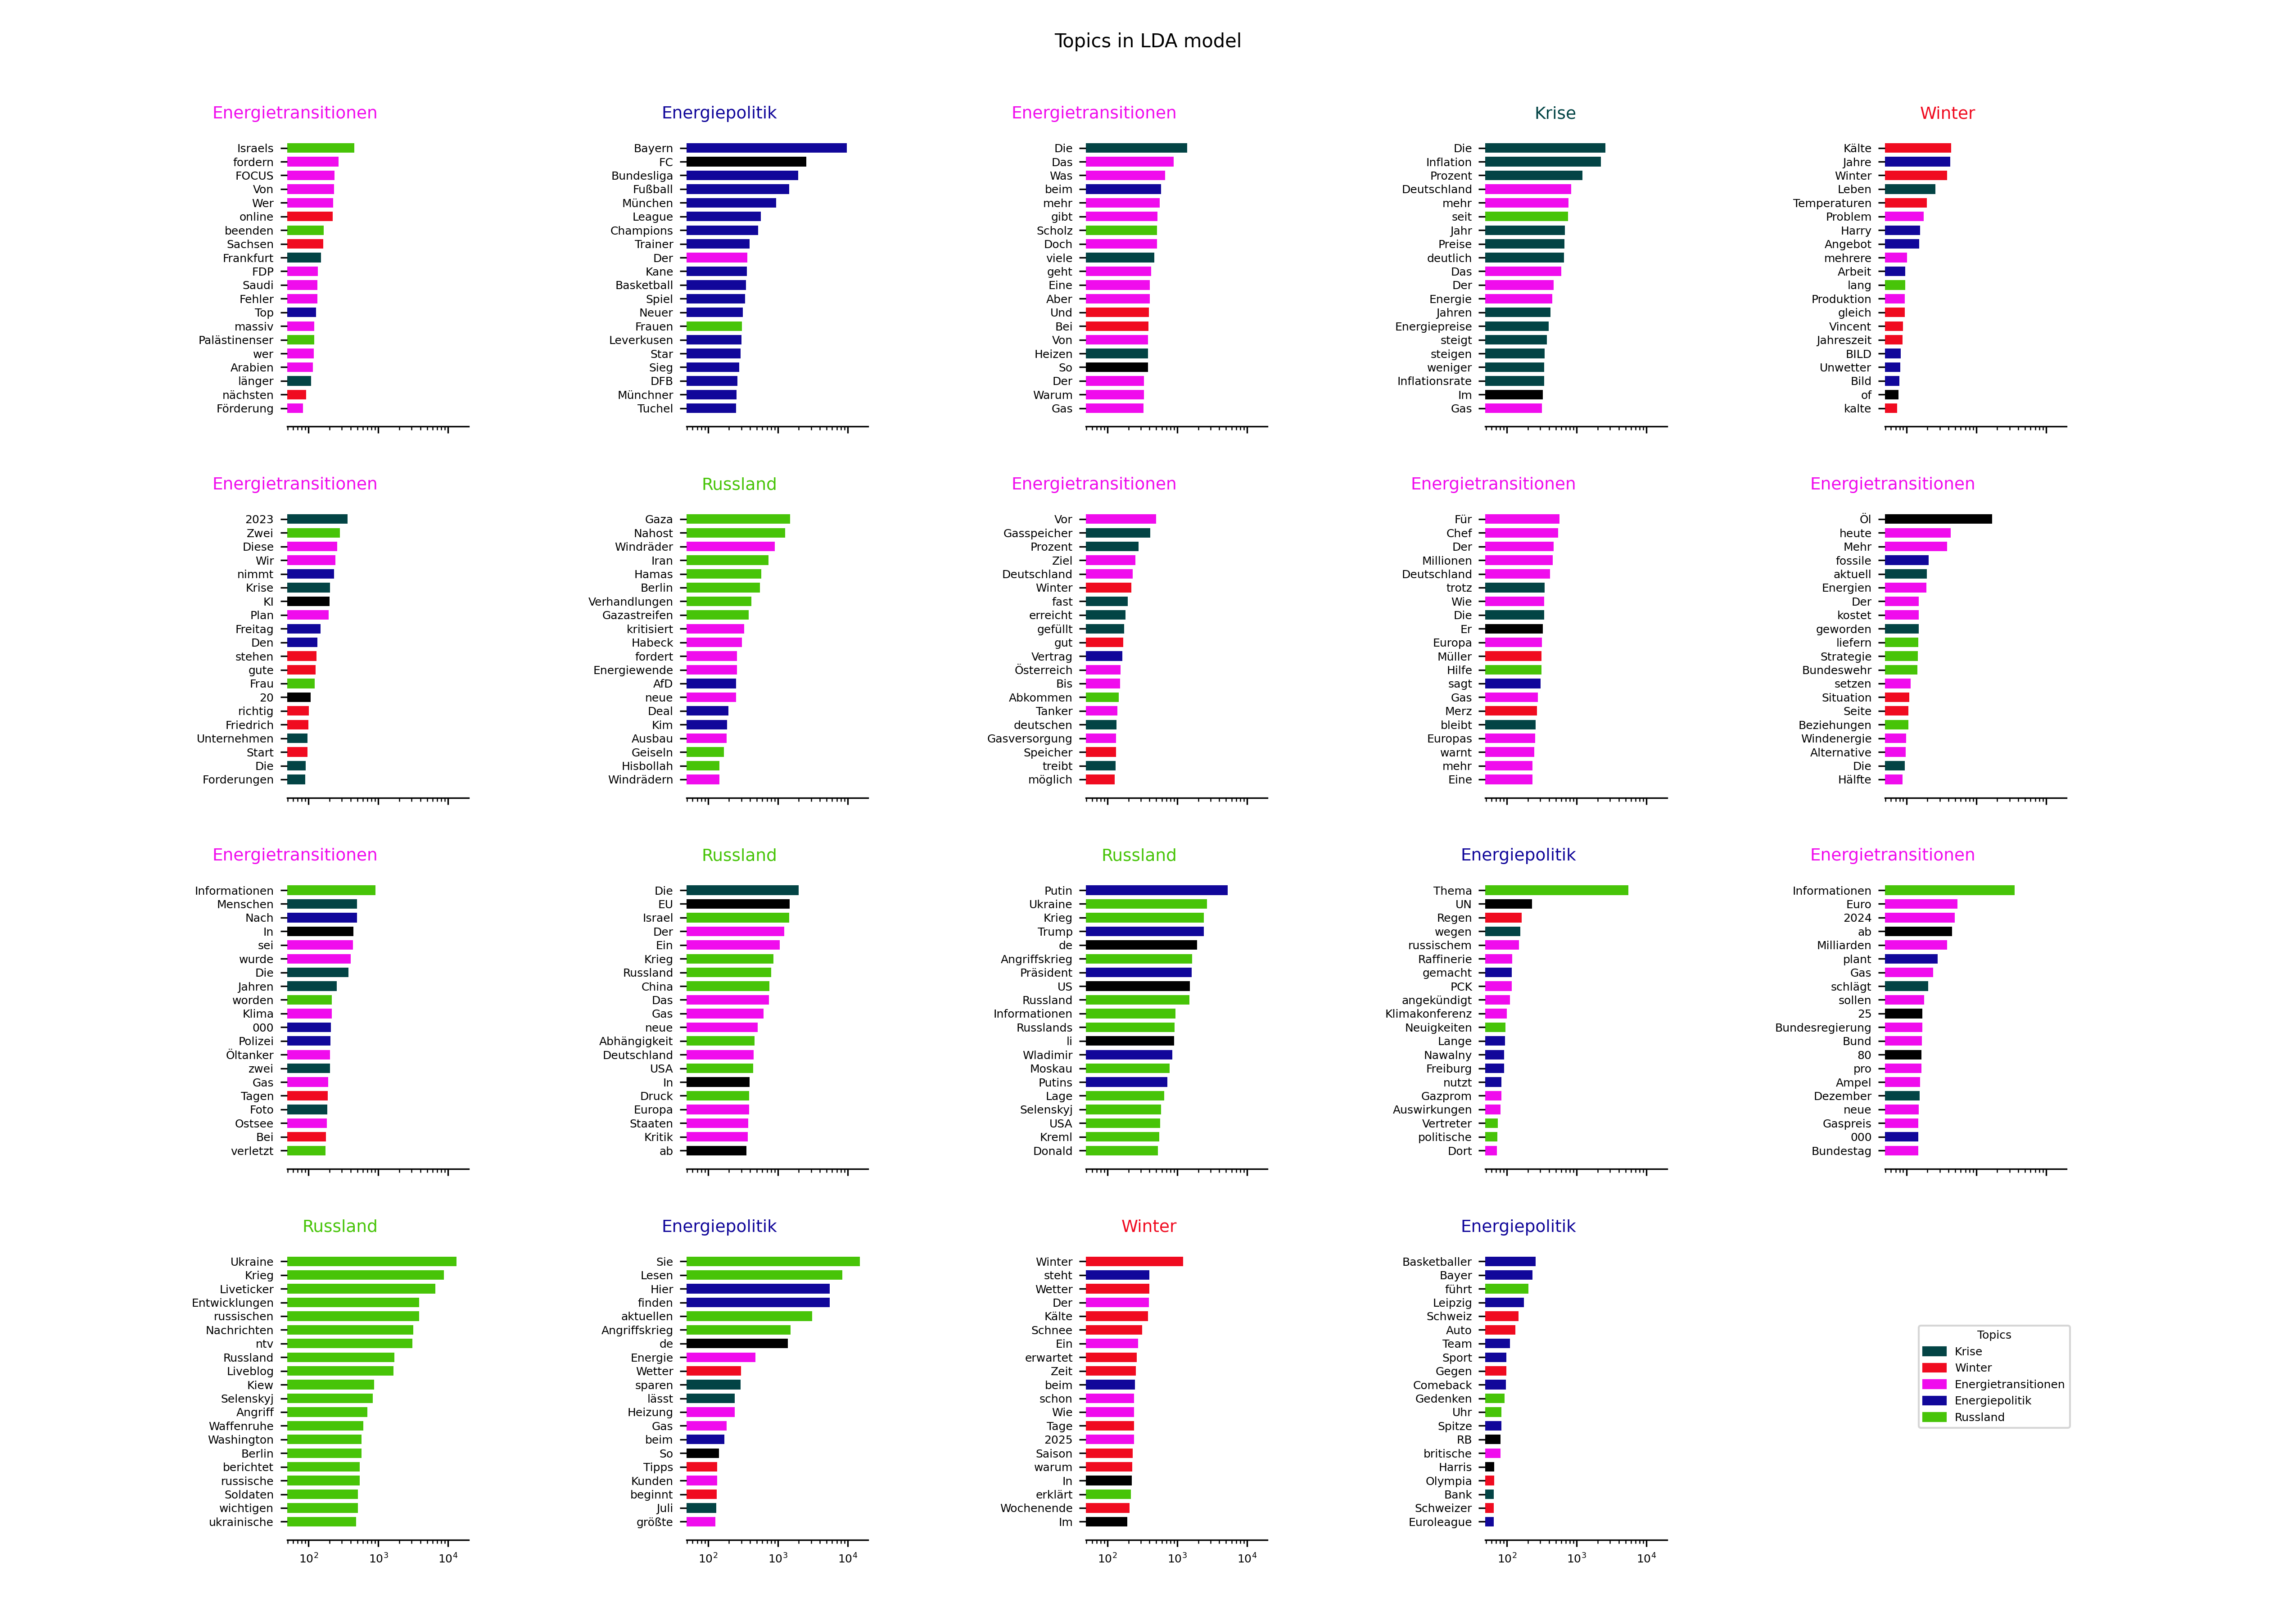 Topics in LDA model
Energietransitionen
Israels
fordern
FOCUS
Von
Wer
online
beenden
Sachsen
Frankfurt
FDP
Saudi
Fehler
Top
massiv
Palästinenser
wer
Arabien
länger
nächsten
Förderung
Energiepolitik
Bayern
FC
Bundesliga
Fußball
München
League
Champions
Trainer
Der
Kane
Basketball
Spiel
Neuer
Frauen
Leverkusen
Star
Sieg
DFB
Münchner
Tuchel
Energietransitionen
Die
Das
Was
beim
mehr
gibt
Scholz
Doch
viele
geht
Eine
Aber
Und
Bei
Von
Heizen
So
Der
Warum
Gas
Krise
Die
Inflation
Prozent
Deutschland
mehr
seit
Jahr
Preise
deutlich
Das
Der
Energie
Jahren
Energiepreise
steigt
steigen
weniger
Inflationsrate
Im
Gas
Winter
Kälte
Jahre
Winter
Leben
Temperaturen
Problem
Harry
Angebot
mehrere
Arbeit
lang
Produktion
gleich
Vincent
Jahreszeit
BILD
Unwetter
Bild
of
kalte
Energietransitionen
2023
Zwei
Diese
Wir
nimmt
Krise
KI
Plan
Freitag
Den
stehen
gute
Frau
20
richtig
Friedrich
Unternehmen
Start
Die
Forderungen
Russland
Gaza
Nahost
Windräder
Iran
Hamas
Berlin
Verhandlungen
Gazastreifen
kritisiert
Habeck
fordert
Energiewende
AfD
neue
Deal
Kim
Ausbau
Geiseln
Hisbollah
Windrädern
Energietransitionen
Vor
Gasspeicher
Prozent
Ziel
Deutschland
Winter
fast
erreicht
gefüllt
gut
Vertrag
Österreich
Bis
Abkommen
Tanker
deutschen
Gasversorgung
Speicher
treibt
möglich
Energietransitionen
Für
Chef
Der
Millionen
Deutschland
trotz
Wie
Die
Er
Europa
Müller
Hilfe
sagt
Gas
Merz
bleibt
Europas
warnt
mehr
Eine
Energietransitionen
Öl
heute
Mehr
fossile
aktuell
Energien
Der
kostet
geworden
liefern
Strategie
Bundeswehr
setzen
Situation
Seite
Beziehungen
Windenergie
Alternative
Die
Hälfte
Energietransitionen
Informationen
Menschen
Nach
In
sei
wurde
Die
Jahren
worden
Klima
000
Polizei
Öltanker
zwei
Gas
Tagen
Foto
Ostsee
Bei
verletzt
Russland
Die
EU
Israel
Der
Ein
Krieg
Russland
China
Das
Gas
neue
Abhängigkeit
Deutschland
USA
In
Druck
Europa
Staaten
Kritik
ab
Russland
Putin
Ukraine
Krieg
Trump
de
Angriffskrieg
Präsident
US
Russland
Informationen
Russlands
li
Wladimir
Moskau
Putins
Lage
Selenskyj
USA
Kreml
Donald
Energiepolitik
Thema
UN
Regen
wegen
russischem
Raffinerie
gemacht
PCK
angekündigt
Klimakonferenz
Neuigkeiten
Lange
Nawalny
Freiburg
nutzt
Gazprom
Auswirkungen
Vertreter
politische
Dort
Energietransitionen
Informationen
Euro
2024
ab
Milliarden
plant
Gas
schlägt
sollen
25
Bundesregierung
Bund
80
pro
Ampel
Dezember
neue
Gaspreis
000
Bundestag
Russland
Ukraine
Krieg
Liveticker
Entwicklungen
russischen
Nachrichten
ntv
Russland
Liveblog
Kiew
Selenskyj
Angriff
Waffenruhe
Washington
Berlin
berichtet
russische
Soldaten
wichtigen
ukrainische
10² 10³ 10⁴
Energiepolitik
Sie
Lesen
Hier
finden
aktuellen
Angriffskrieg
de
Energie
Wetter
sparen
lässt
Heizung
Gas
beim
So
Tipps
Kunden
beginnt
Juli
größte
10² 10³ 10⁴
Winter
Winter
steht
Wetter
Der
Kälte
Schnee
Ein
erwartet
Zeit
beim
schon
Wie
Tage
2025
Saison
warum
In
erklärt
Wochenende
Im
10² 10³ 10⁴
Energiepolitik
Basketballer
Bayer
führt
Leipzig
Schweiz
Auto
Team
Sport
Gegen
Comeback
Gedenken
Uhr
Spitze
RB
britische
Harris
Olympia
Bank
Schweizer
Euroleague
10² 10³ 10⁴
Topics
Krise
Winter
Energietransitionen
Energiepolitik
Russland